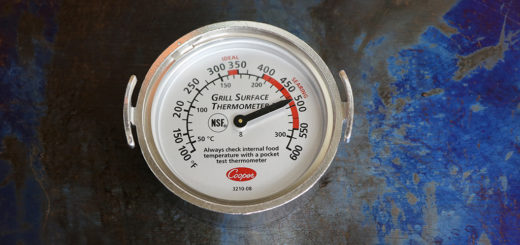 IDEAL
SEARING
100 150 200 250 300 350 400 450 500 550 600
°F
50 °C 100 150 200 300
GRILL SURFACE
THERMOMETER
NSF
8
Always check internal food
temperature with a pocket
test thermometer
Cooper
3210-08